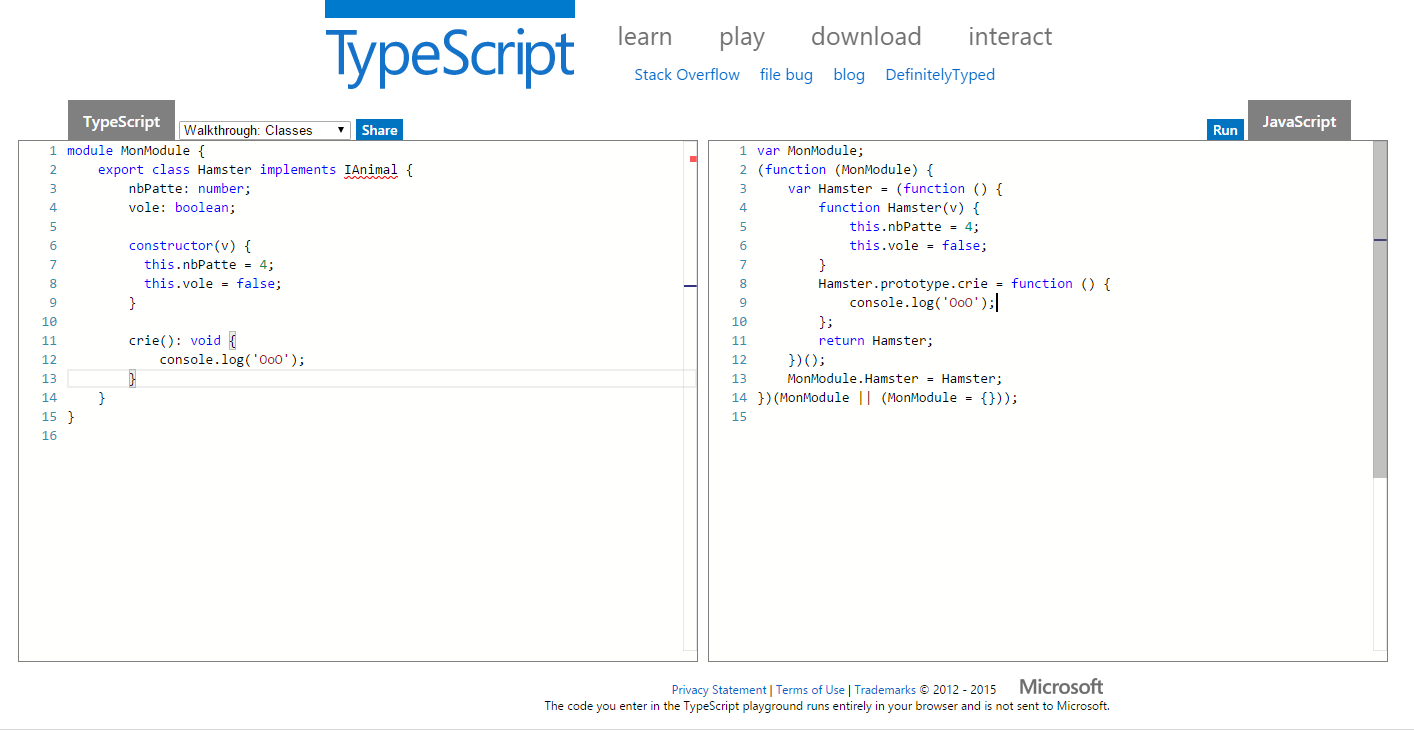 TypeScript
learn play download interact
Stack Overflow file bug blog DefinitelyTyped
TypeScript Walkthrough: Classes Share
1 module MonModule {
2     export class Hamster implements IAnimal {
3         nbPatte: number;
4         vole: boolean;
5
6         constructor(v) {
7           this.nbPatte = 4;
8           this.vole = false;
9         }
10
11         crie(): void {
12             console.log('OoO');
13         }
14     }
15 }
16
Run JavaScript
1 var MonModule;
2 (function (MonModule) {
3     var Hamster = (function () {
4         function Hamster(v) {
5             this.nbPatte = 4;
6             this.vole = false;
7         }
8         Hamster.prototype.crie = function () {
9             console.log('OoO');
10         };
11         return Hamster;
12     })();
13     MonModule.Hamster = Hamster;
14 })(MonModule || (MonModule = {}));
15
Privacy Statement | Terms of Use | Trademarks © 2012 - 2015 Microsoft
The code you enter in the TypeScript playground runs entirely in your browser and is not sent to Microsoft.